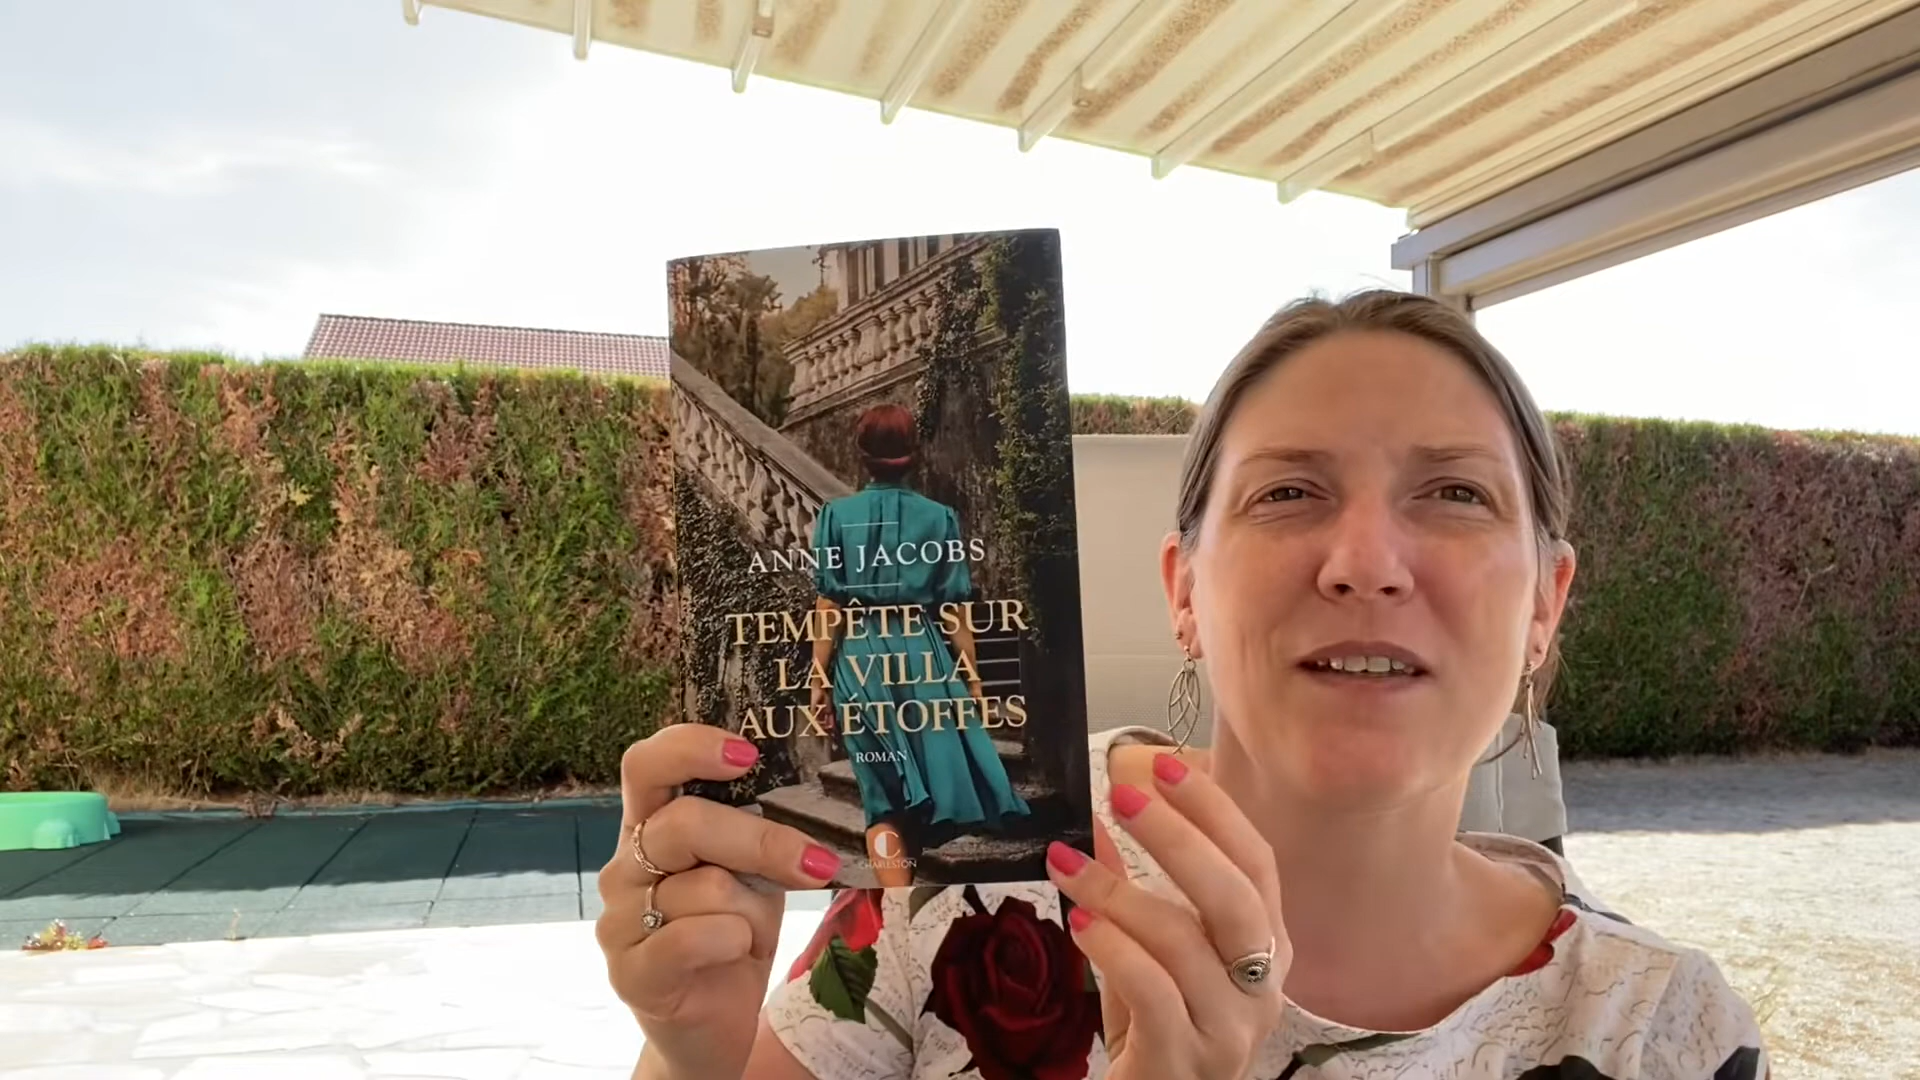 ANNE JACOBS
TEMPÊTE SUR
LA VILLA
AUX ÉTOFFES
ROMAN
C
CHARLESTON